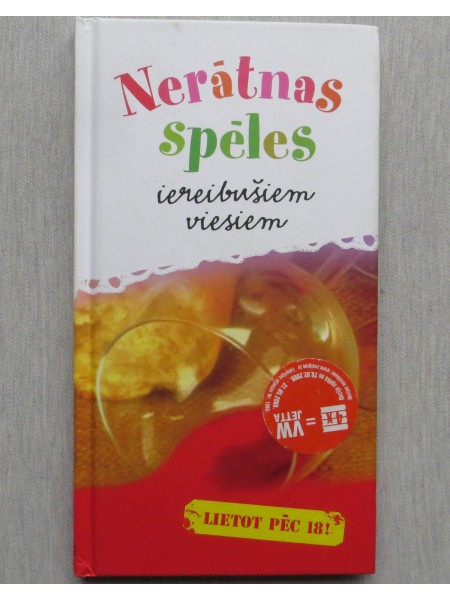 Nerātnas
spēles
iereibušiem
viesiem
VW
JETTA
=
LIETOT PĒC 18!